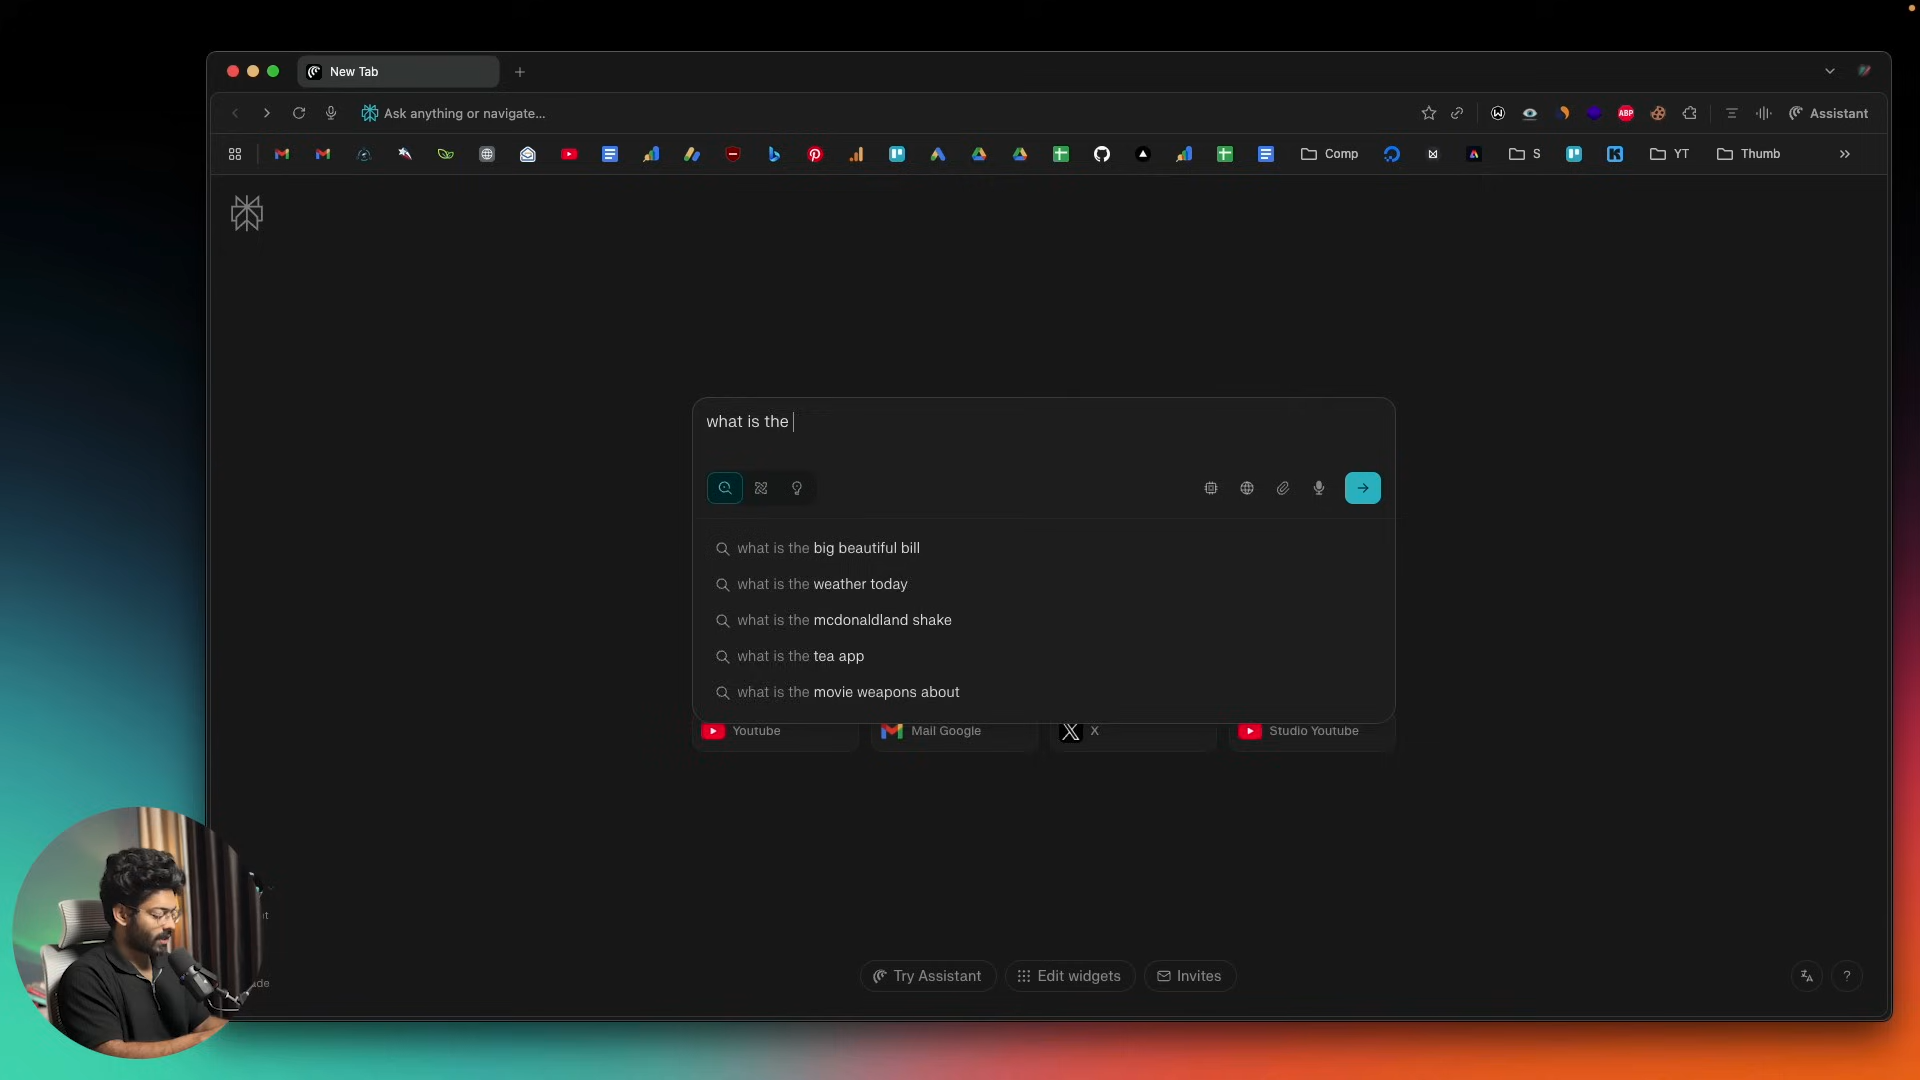 New Tab
Ask anything or navigate...
ABP
Assistant
Comp
S
YT
Thumb
what is the
what is the big beautiful bill
what is the weather today
what is the mcdonaldland shake
what is the tea app
what is the movie weapons about
Youtube
Mail Google
X
Studio Youtube
Try Assistant
Edit widgets
Invites
?